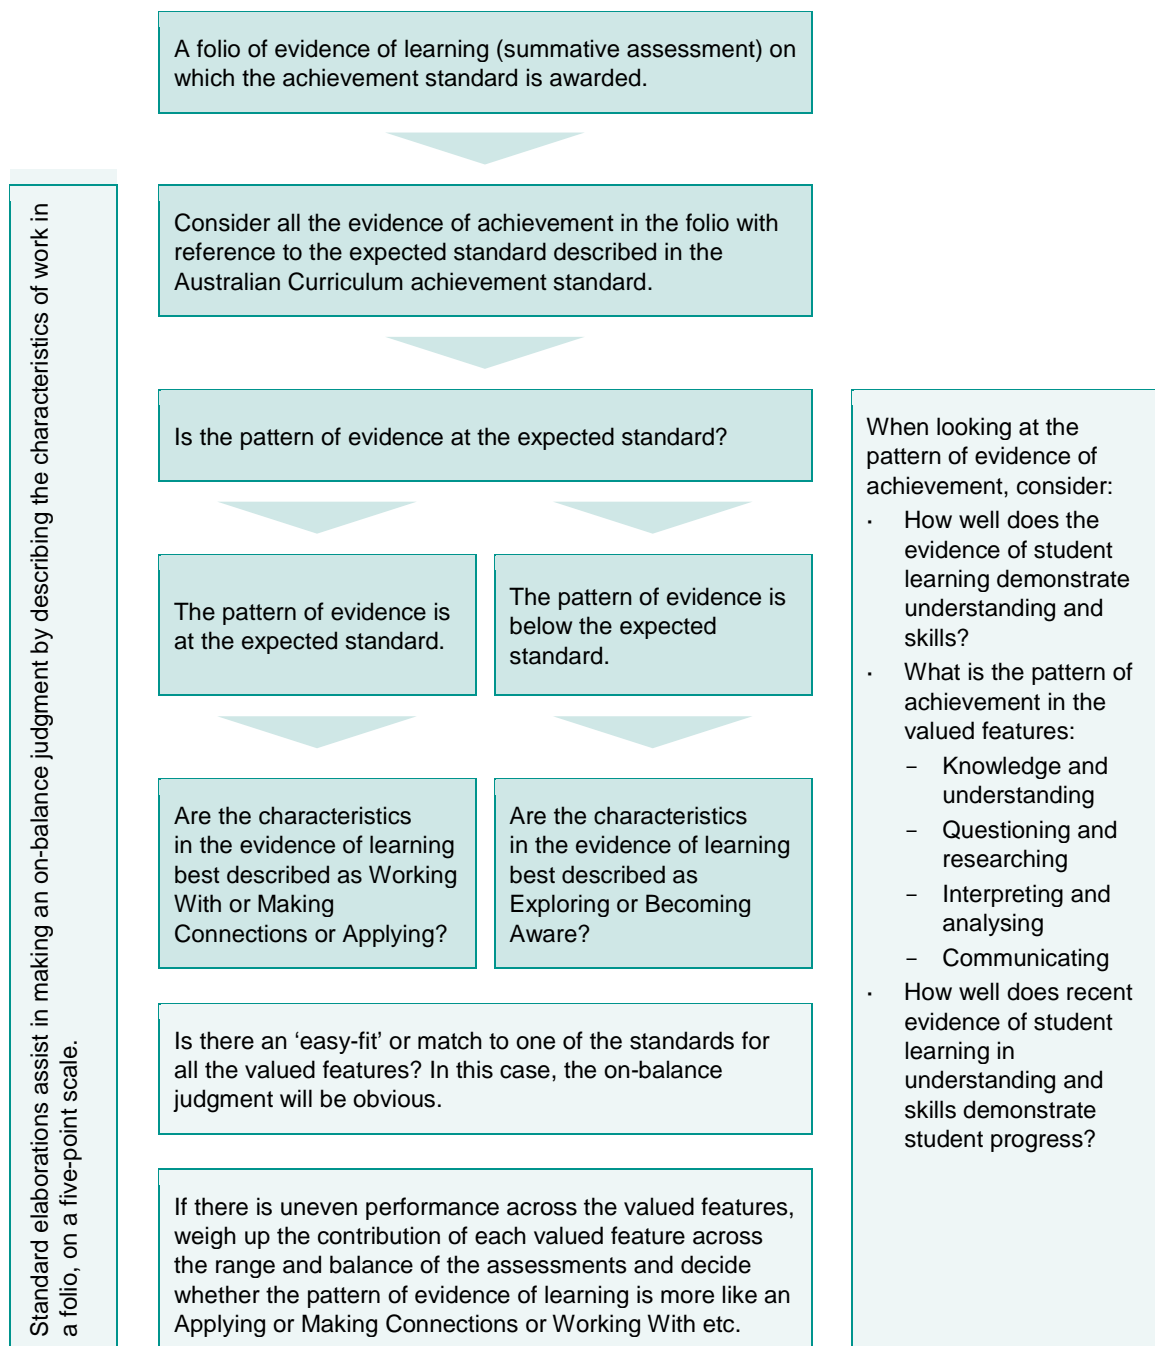 A folio of evidence of learning (summative assessment) on
which the achievement standard is awarded.
Standard elaborations assist in making an on-balance judgment by describing the characteristics of work in
a folio, on a five-point scale.
Consider all the evidence of achievement in the folio with
reference to the expected standard described in the
Australian Curriculum achievement standard.
Is the pattern of evidence at the expected standard?
The pattern of evidence is
at the expected standard.
The pattern of evidence is
below the expected
standard.
Are the characteristics
in the evidence of learning
best described as Working
With or Making
Connections or Applying?
Are the characteristics
in the evidence of learning
best described as
Exploring or Becoming
Aware?
Is there an ‘easy-fit’ or match to one of the standards for
all the valued features? In this case, the on-balance
judgment will be obvious.
If there is uneven performance across the valued features,
weigh up the contribution of each valued feature across
the range and balance of the assessments and decide
whether the pattern of evidence of learning is more like an
Applying or Making Connections or Working With etc.
When looking at the
pattern of evidence of
achievement, consider:
· How well does the
evidence of student
learning demonstrate
understanding and
skills?
· What is the pattern of
achievement in the
valued features:
– Knowledge and
understanding
– Questioning and
researching
– Interpreting and
analysing
– Communicating
· How well does recent
evidence of student
learning in
understanding and
skills demonstrate
student progress?